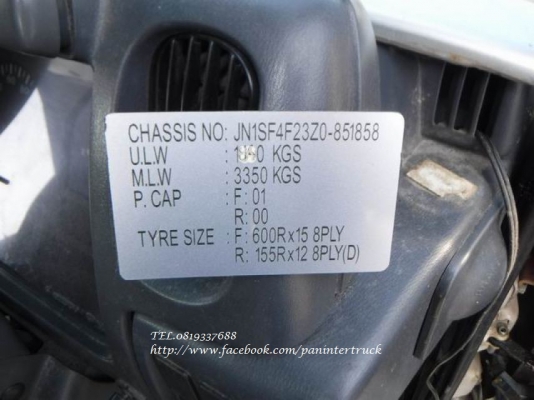 CHASSIS NO: JN1SF4F23Z0-851858
U.L.W : KGS
M.L.W : 3350 KGS
P. CAP : F: 01
R: 00
TYRE SIZE : F: 600Rx15 8PLY
R: 155Rx12 8PLY(D)
TEL.0819337688
http://www.facebook.com/panintertruck